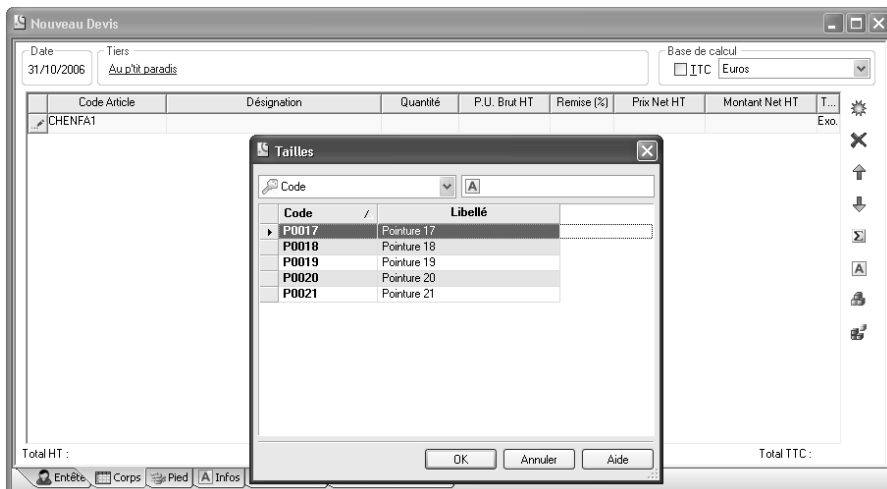 Nouveau Devis
Date Tiers Base de calcul
31/10/2006 Au p'tit paradis TTC Euros
Code Article Désignation Quantité P.U. Brut HT Remise (%) Prix Net HT Montant Net HT T...
CHENFA1 Exo.
Tailles
Code A
Code Libellé
P0017 Pointure 17
P0018 Pointure 18
P0019 Pointure 19
P0020 Pointure 20
P0021 Pointure 21
Σ
A
OK Annuler Aide
Total HT : Total TTC :
Entête Corps Pied A Infos